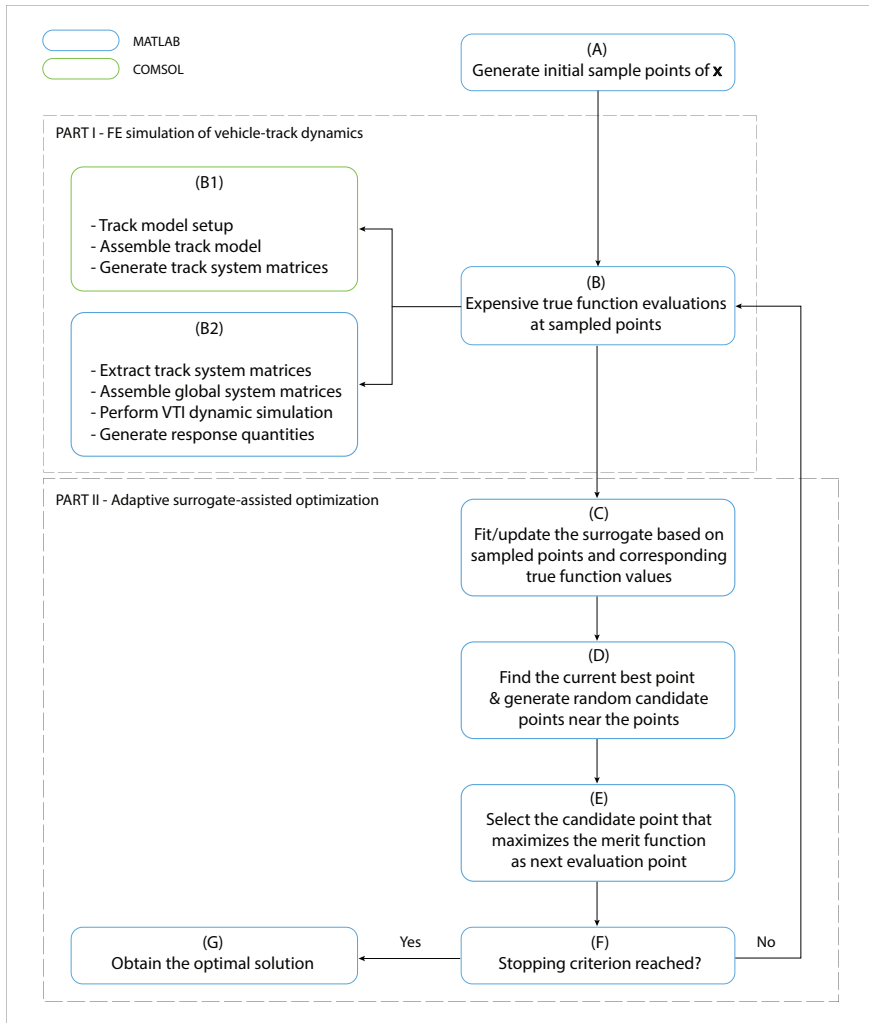 MATLAB
COMSOL
(A)
Generate initial sample points of x
PART I - FE simulation of vehicle-track dynamics
(B1)
- Track model setup
- Assemble track model
- Generate track system matrices
(B)
Expensive true function evaluations
at sampled points
(B2)
- Extract track system matrices
- Assemble global system matrices
- Perform VTI dynamic simulation
- Generate response quantities
PART II - Adaptive surrogate-assisted optimization
(C)
Fit/update the surrogate based on
sampled points and corresponding
true function values
(D)
Find the current best point
& generate random candidate
points near the points
(E)
Select the candidate point that
maximizes the merit function
as next evaluation point
(G)
Obtain the optimal solution
Yes
(F)
Stopping criterion reached?
No